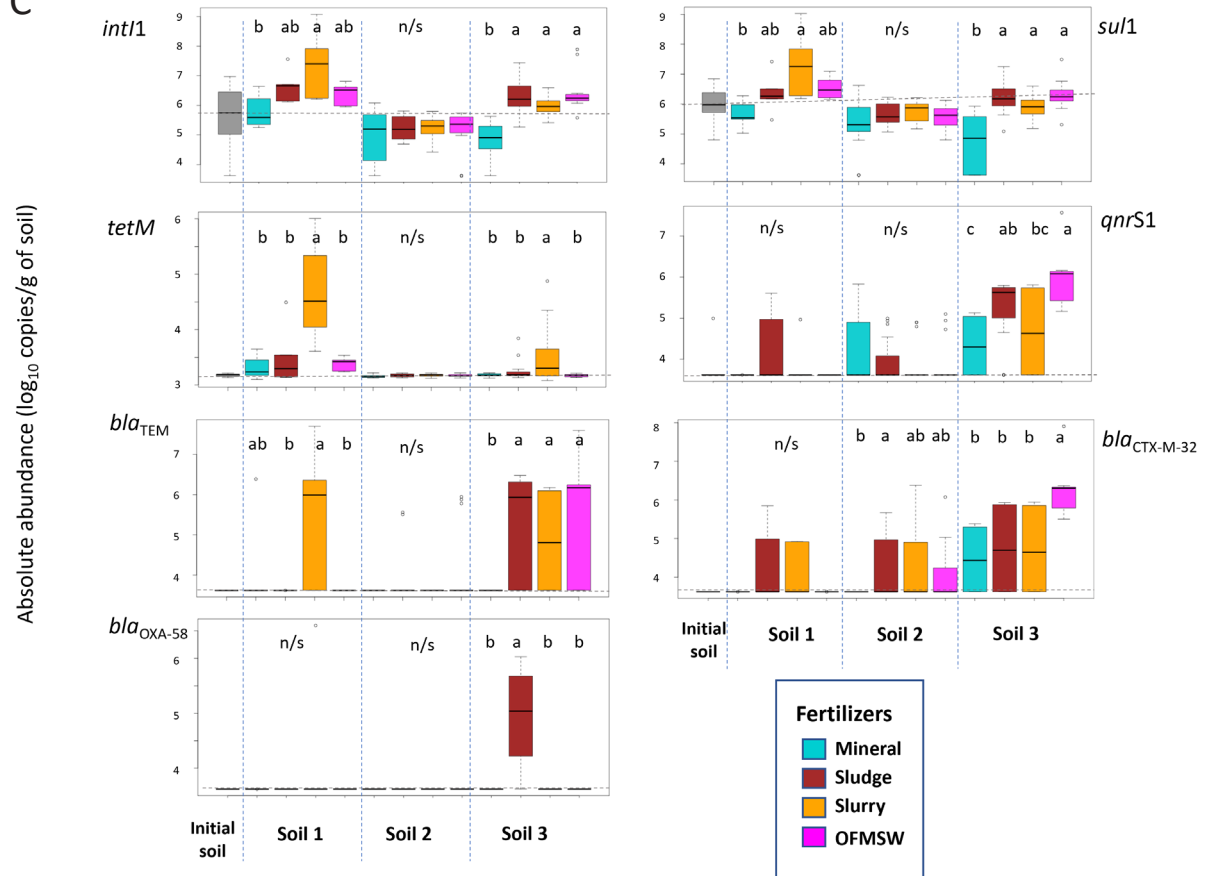 C
Absolute abundance (log10 copies/g of soil)
intI1
9
8
7
6
5
4
b ab a ab n/s b a a a
sul1
9
8
7
6
5
4
b ab a ab n/s b a a a
tetM
6
5
4
3
b b a b n/s b b a b
qnrS1
7
6
5
4
n/s n/s c ab bc a
blaTEM
7
6
5
4
ab b a b n/s b a a a
blaCTX-M-32
8
7
6
5
4
n/s b a ab ab b b b a
blaOXA-58
6
5
4
n/s n/s b a b b
Initial soil Soil 1 Soil 2 Soil 3
Initial soil Soil 1 Soil 2 Soil 3
Fertilizers
Mineral
Sludge
Slurry
OFMSW